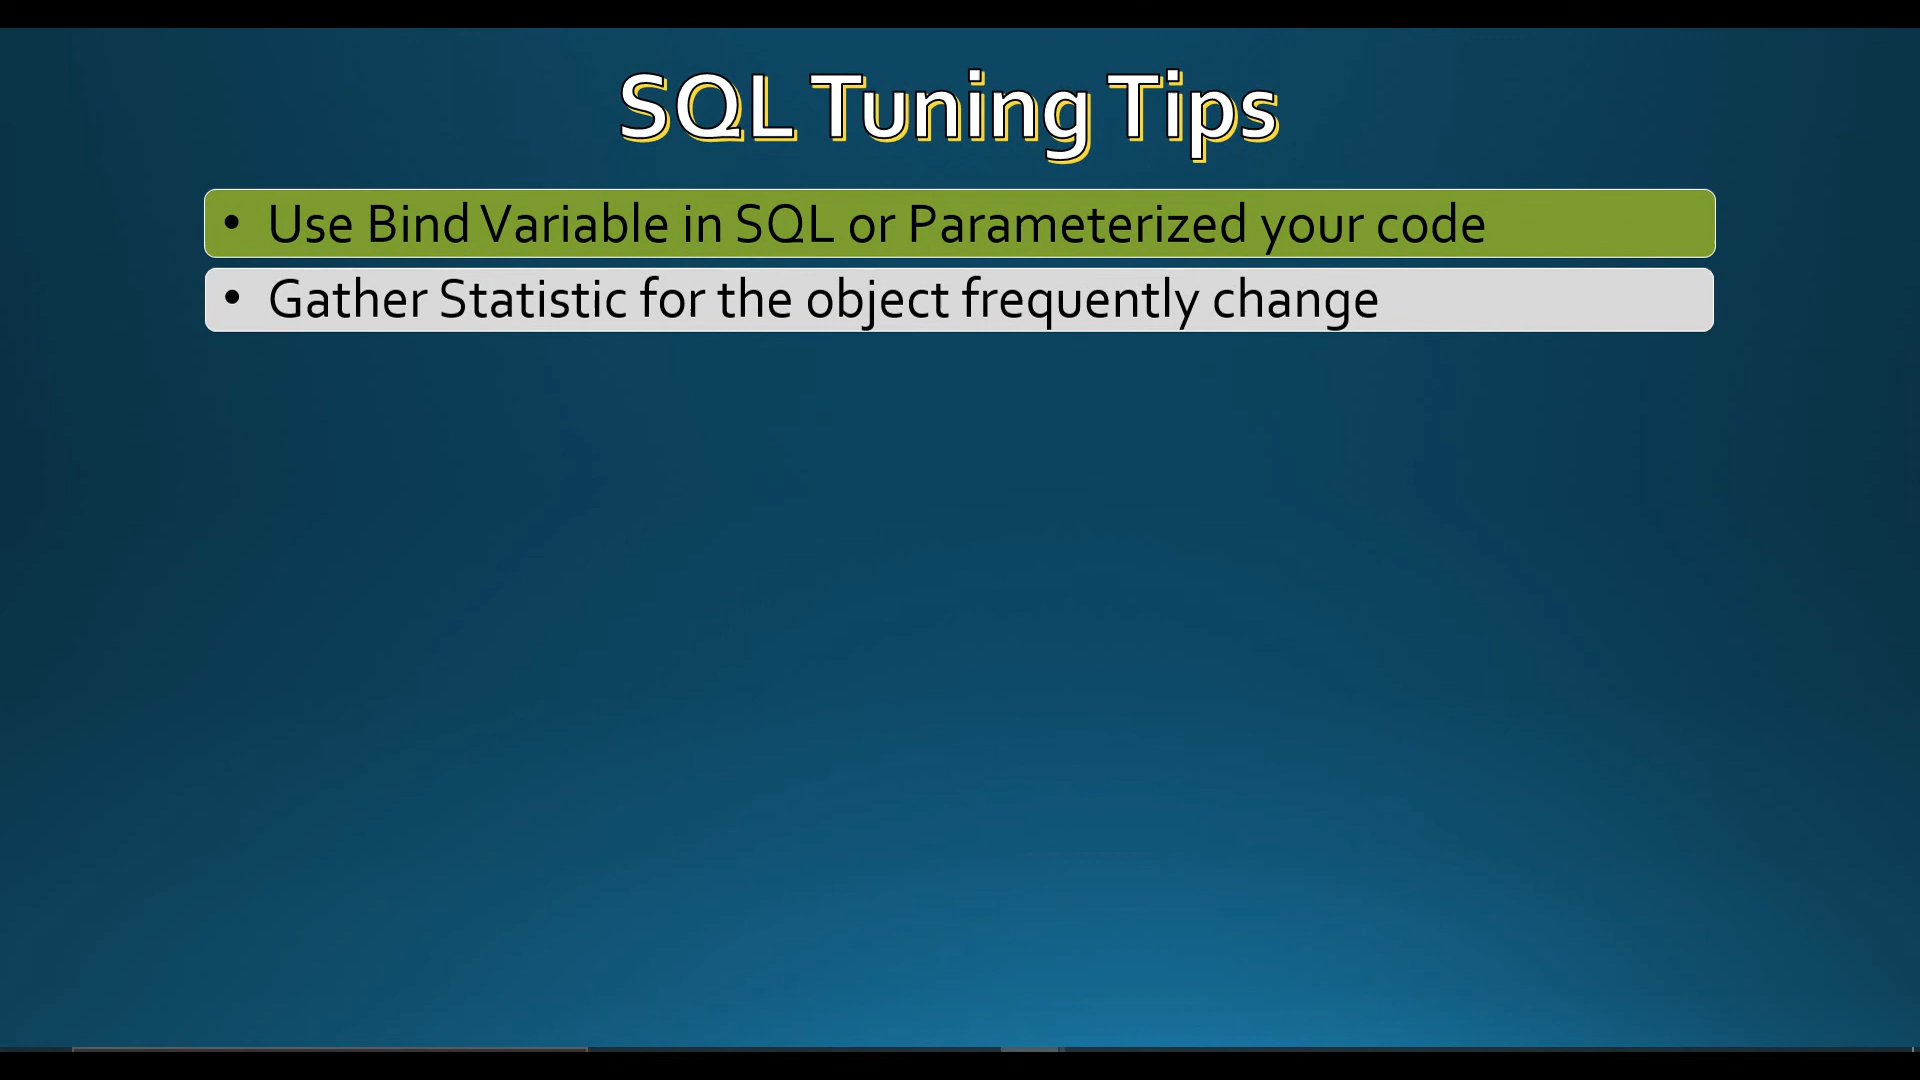 SQL Tuning Tips
• Use Bind Variable in SQL or Parameterized your code
• Gather Statistic for the object frequently change